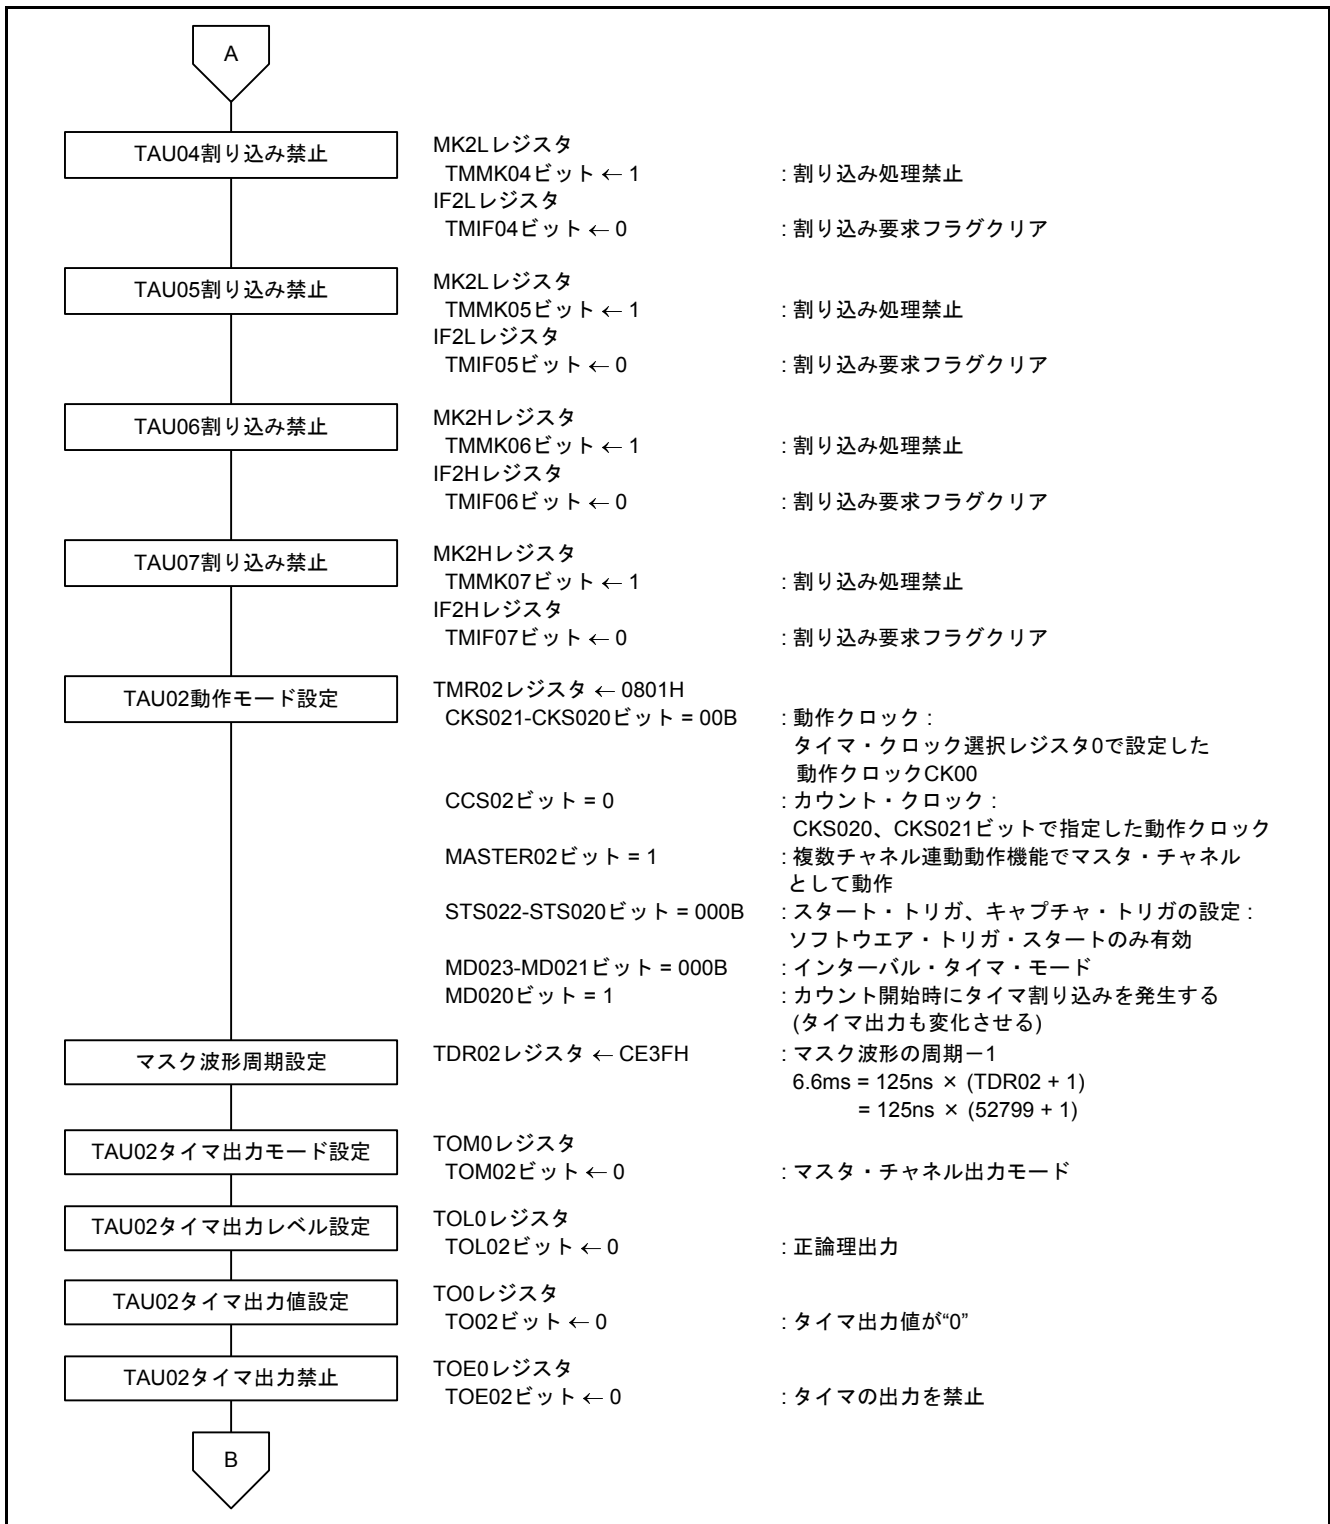 A
TAU04割り込み禁止
MK2Lレジスタ
TMMK04ビット ← 1 : 割り込み処理禁止
IF2Lレジスタ
TMIF04ビット ← 0 : 割り込み要求フラグクリア
TAU05割り込み禁止
MK2Lレジスタ
TMMK05ビット ← 1 : 割り込み処理禁止
IF2Lレジスタ
TMIF05ビット ← 0 : 割り込み要求フラグクリア
TAU06割り込み禁止
MK2Hレジスタ
TMMK06ビット ← 1 : 割り込み処理禁止
IF2Hレジスタ
TMIF06ビット ← 0 : 割り込み要求フラグクリア
TAU07割り込み禁止
MK2Hレジスタ
TMMK07ビット ← 1 : 割り込み処理禁止
IF2Hレジスタ
TMIF07ビット ← 0 : 割り込み要求フラグクリア
TAU02動作モード設定
TMR02レジスタ ← 0801H
CKS021-CKS020ビット = 00B : 動作クロック :
タイマ・クロック選択レジスタ0で設定した
動作クロックCK00
CCS02ビット = 0 : カウント・クロック :
CKS020、CKS021ビットで指定した動作クロック
MASTER02ビット = 1 : 複数チャネル連動動作機能でマスタ・チャネル
として動作
STS022-STS020ビット = 000B : スタート・トリガ、キャプチャ・トリガの設定 :
ソフトウエア・トリガ・スタートのみ有効
MD023-MD021ビット = 000B : インターバル・タイマ・モード
MD020ビット = 1 : カウント開始時にタイマ割り込みを発生する
(タイマ出力も変化させる)
マスク波形周期設定
TDR02レジスタ ← CE3FH : マスク波形の周期－1
6.6ms = 125ns × (TDR02 + 1)
= 125ns × (52799 + 1)
TAU02タイマ出力モード設定
TOM0レジスタ
TOM02ビット ← 0 : マスタ・チャネル出力モード
TAU02タイマ出力レベル設定
TOL0レジスタ
TOL02ビット ← 0 : 正論理出力
TAU02タイマ出力値設定
TO0レジスタ
TO02ビット ← 0 : タイマ出力値が“0”
TAU02タイマ出力禁止
TOE0レジスタ
TOE02ビット ← 0 : タイマの出力を禁止
B